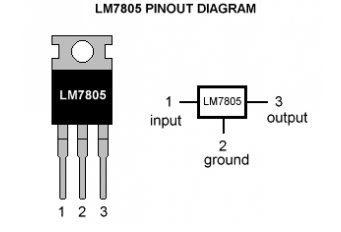 LM7805 PINOUT DIAGRAM
LM7805
1 2 3
1 LM7805 3
input output
2
ground